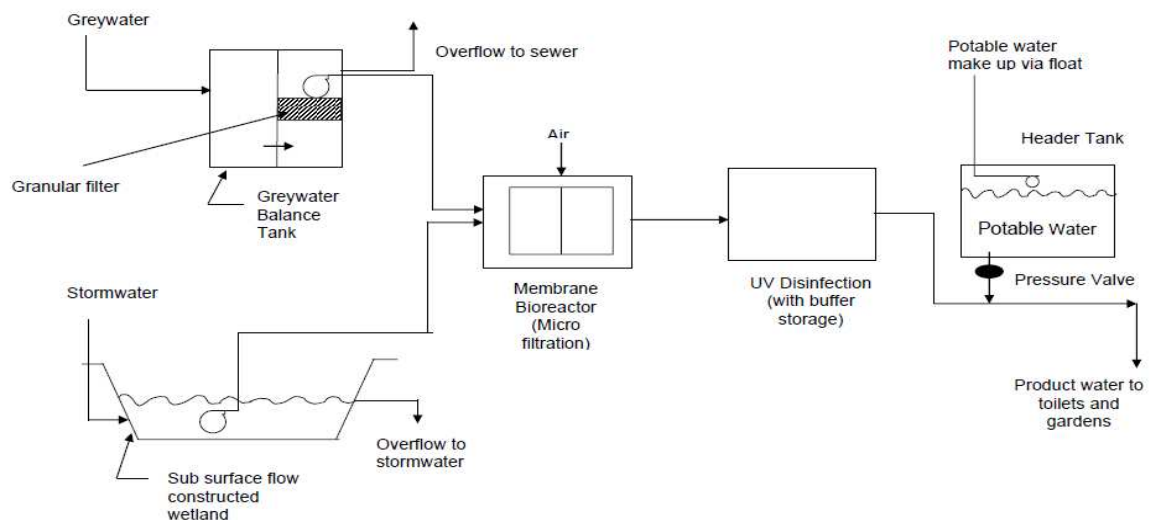 Greywater
Overflow to sewer
Granular filter
Greywater
Balance
Tank
Air
Stormwater
Membrane
Bioreactor
(Micro
filtration)
UV Disinfection
(with buffer
storage)
Potable water
make up via float
Header Tank
Potable Water
Pressure Valve
Product water to
toilets and
gardens
Overflow to
stormwater
Sub surface flow
constructed
wetland